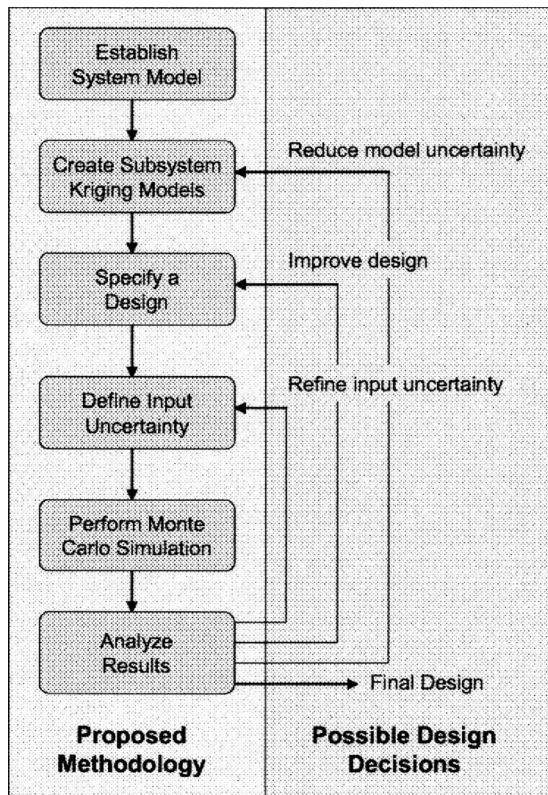 Establish
System Model
Reduce model uncertainty
Create Subsystem
Kriging Models
Improve design
Specify a
Design
Refine input uncertainty
Define Input
Uncertainty
Perform Monte
Carlo Simulation
Analyze
Results
Final Design
Proposed
Methodology
Possible Design
Decisions